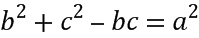 b² + c² – bc = a²